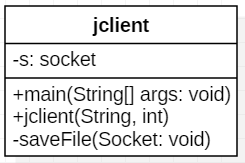 jclient
-s: socket
+main(String[] args: void)
+jclient(String, int)
-saveFile(Socket: void)